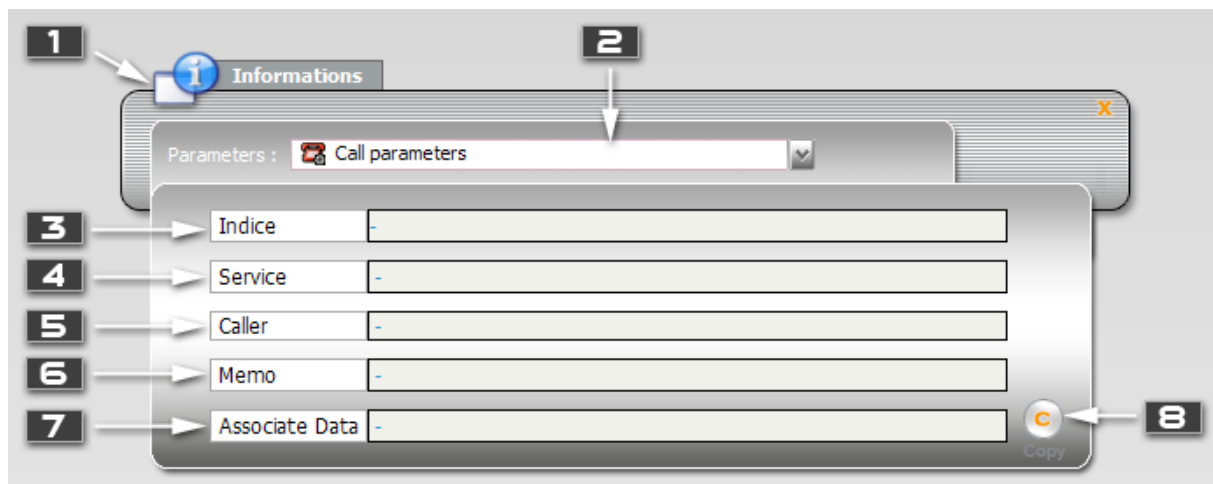 1
2
Informations
x
Parameters :
Call parameters
3
Indice
-
4
Service
-
5
Caller
-
6
Memo
-
7
Associate Data
-
C
8
Copy